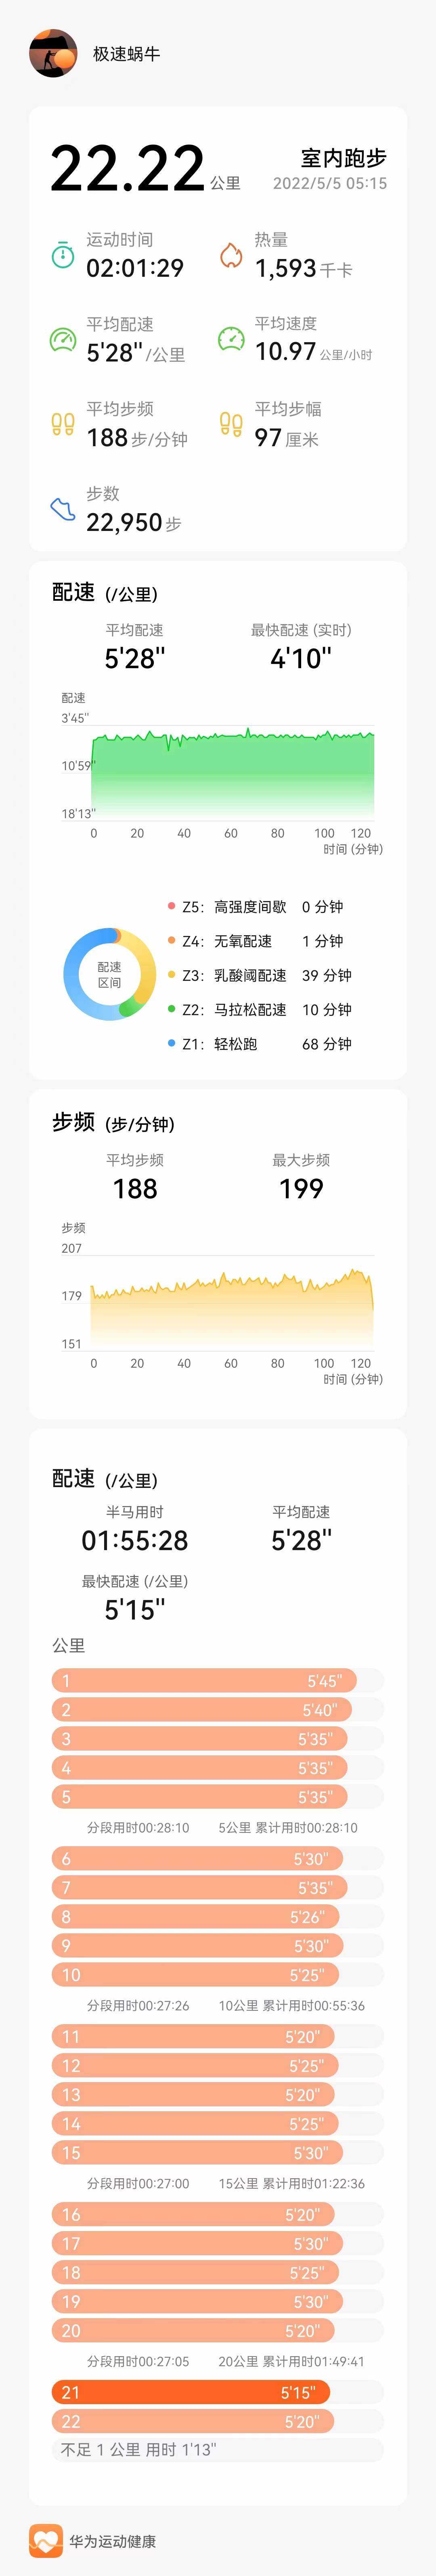 极速蜗牛
22.22公里
室内跑步
2022/5/5 05:15
运动时间
02:01:29
热量
1,593千卡
平均配速
5'28"/公里
平均速度
10.97公里/小时
平均步频
188步/分钟
平均步幅
97厘米
步数
22,950步
配速 (/公里)
平均配速
5'28"
最快配速 (实时)
4'10"
配速
3'45"
10'59"
18'13"
0 20 40 60 80 100 120
时间 (分钟)
配速
区间
Z5: 高强度间歇 0 分钟
Z4: 无氧配速 1 分钟
Z3: 乳酸阈配速 39 分钟
Z2: 马拉松配速 10 分钟
Z1: 轻松跑 68 分钟
步频 (步/分钟)
平均步频
188
最大步频
199
步频
207
179
151
0 20 40 60 80 100 120
时间 (分钟)
配速 (/公里)
半马用时
01:55:28
平均配速
5'28"
最快配速 (/公里)
5'15"
公里
1 5'45"
2 5'40"
3 5'35"
4 5'35"
5 5'35"
分段用时00:28:10 5公里 累计用时00:28:10
6 5'30"
7 5'35"
8 5'26"
9 5'30"
10 5'25"
分段用时00:27:26 10公里 累计用时00:55:36
11 5'20"
12 5'25"
13 5'20"
14 5'25"
15 5'30"
分段用时00:27:00 15公里 累计用时01:22:36
16 5'20"
17 5'30"
18 5'25"
19 5'30"
20 5'20"
分段用时00:27:05 20公里 累计用时01:49:41
21 5'15"
22 5'20"
不足 1 公里 用时 1'13"
华为运动健康